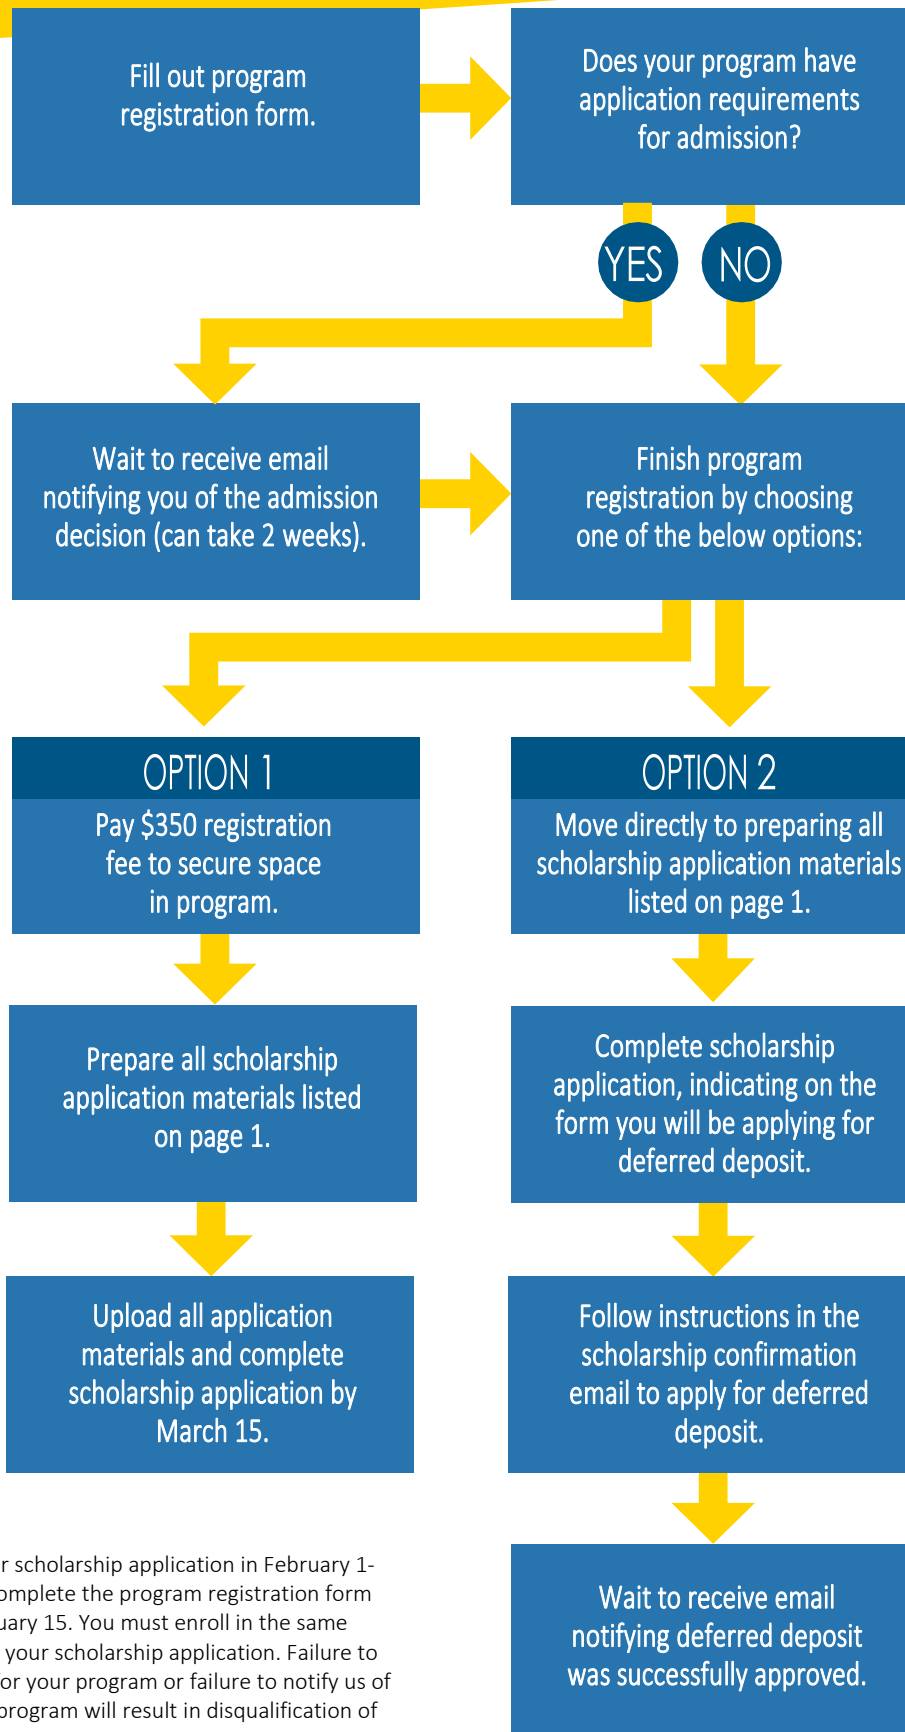 Fill out program
registration form.
Does your program have
application requirements
for admission?
YES
NO
Wait to receive email
notifying you of the admission
decision (can take 2 weeks).
Finish program
registration by choosing
one of the below options:
OPTION 1
Pay $350 registration
fee to secure space
in program.
Prepare all scholarship
application materials listed
on page 1.
Upload all application
materials and complete
scholarship application by
March 15.
OPTION 2
Move directly to preparing all
scholarship application materials
listed on page 1.
Complete scholarship
application, indicating on the
form you will be applying for
deferred deposit.
Follow instructions in the
scholarship confirmation
email to apply for deferred
deposit.
Wait to receive email
notifying deferred deposit
was successfully approved.
r scholarship application in February 1-
omplete the program registration form
uary 15. You must enroll in the same
your scholarship application. Failure to
for your program or failure to notify us of
program will result in disqualification of